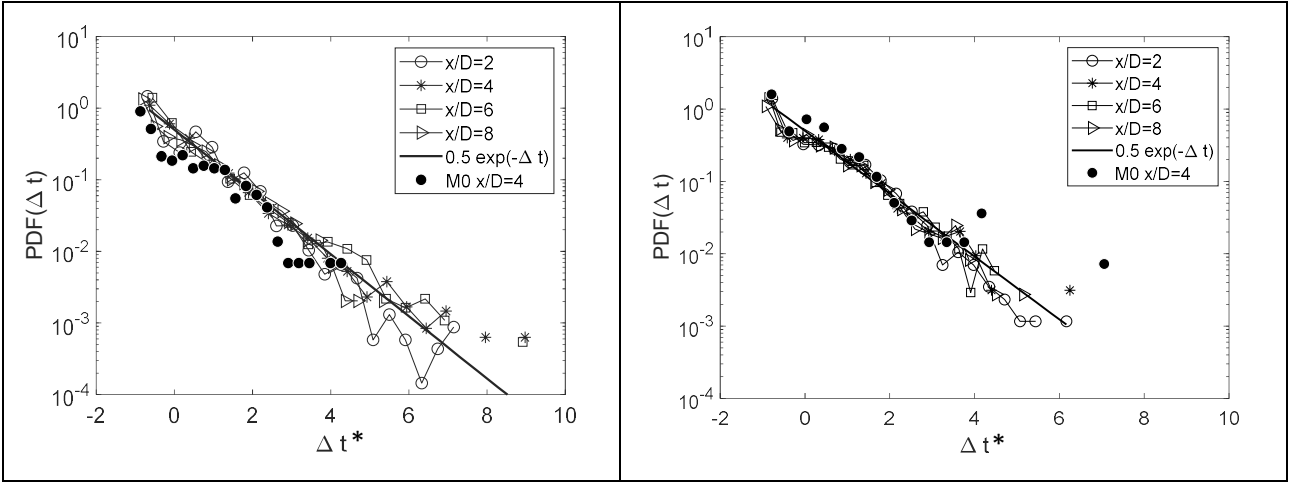 10^1
10^0
10^-1
10^-2
10^-3
10^-4
PDF(Δ t)
-2 0 2 4 6 8 10
Δ t*
x/D=2
x/D=4
x/D=6
x/D=8
0.5 exp(-Δ t)
M0 x/D=4
10^1
10^0
10^-1
10^-2
10^-3
10^-4
PDF(Δ t)
-2 0 2 4 6 8 10
Δ t*
x/D=2
x/D=4
x/D=6
x/D=8
0.5 exp(-Δ t)
M0 x/D=4